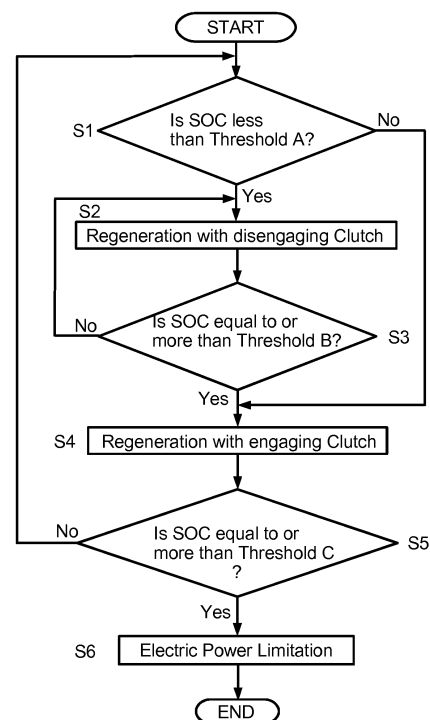 START
Is SOC less
than Threshold A?
S1
No
Yes
S2
Regeneration with disengaging Clutch
Is SOC equal to or
more than Threshold B?
No
S3
Yes
S4
Regeneration with engaging Clutch
Is SOC equal to or
more than Threshold C
?
No
S5
Yes
S6
Electric Power Limitation
END